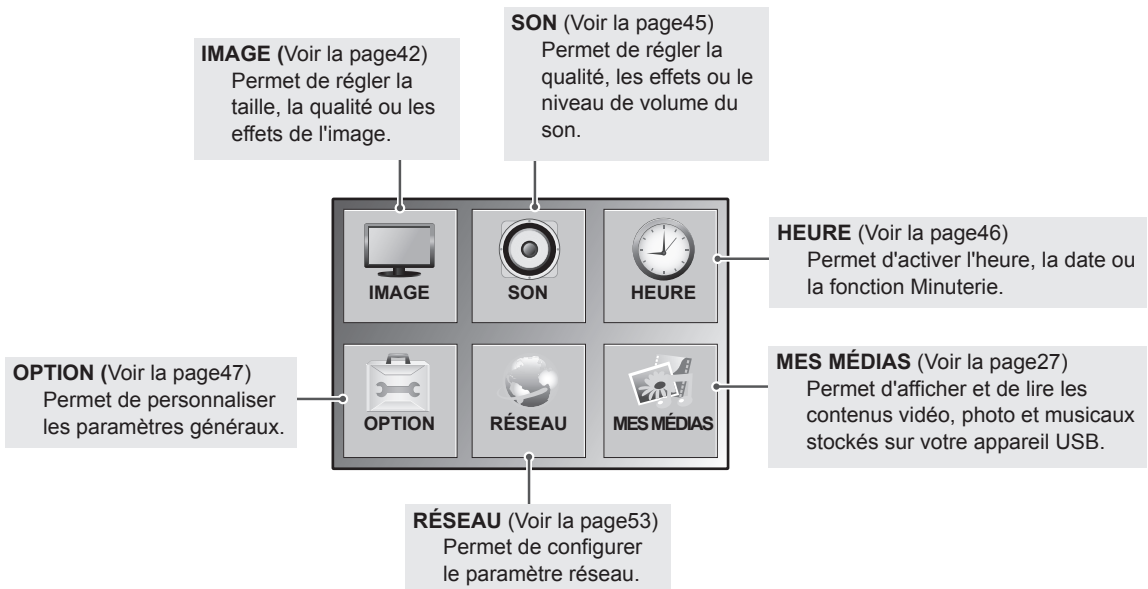 IMAGE (Voir la page42)
Permet de régler la
taille, la qualité ou les
effets de l'image.
SON (Voir la page45)
Permet de régler la
qualité, les effets ou le
niveau de volume du
son.
IMAGE
SON
HEURE
HEURE (Voir la page46)
Permet d'activer l'heure, la date ou
la fonction Minuterie.
OPTION (Voir la page47)
Permet de personnaliser
les paramètres généraux.
OPTION
RÉSEAU
MES MÉDIAS
MES MÉDIAS (Voir la page27)
Permet d'afficher et de lire les
contenus vidéo, photo et musicaux
stockés sur votre appareil USB.
RÉSEAU (Voir la page53)
Permet de configurer
le paramètre réseau.